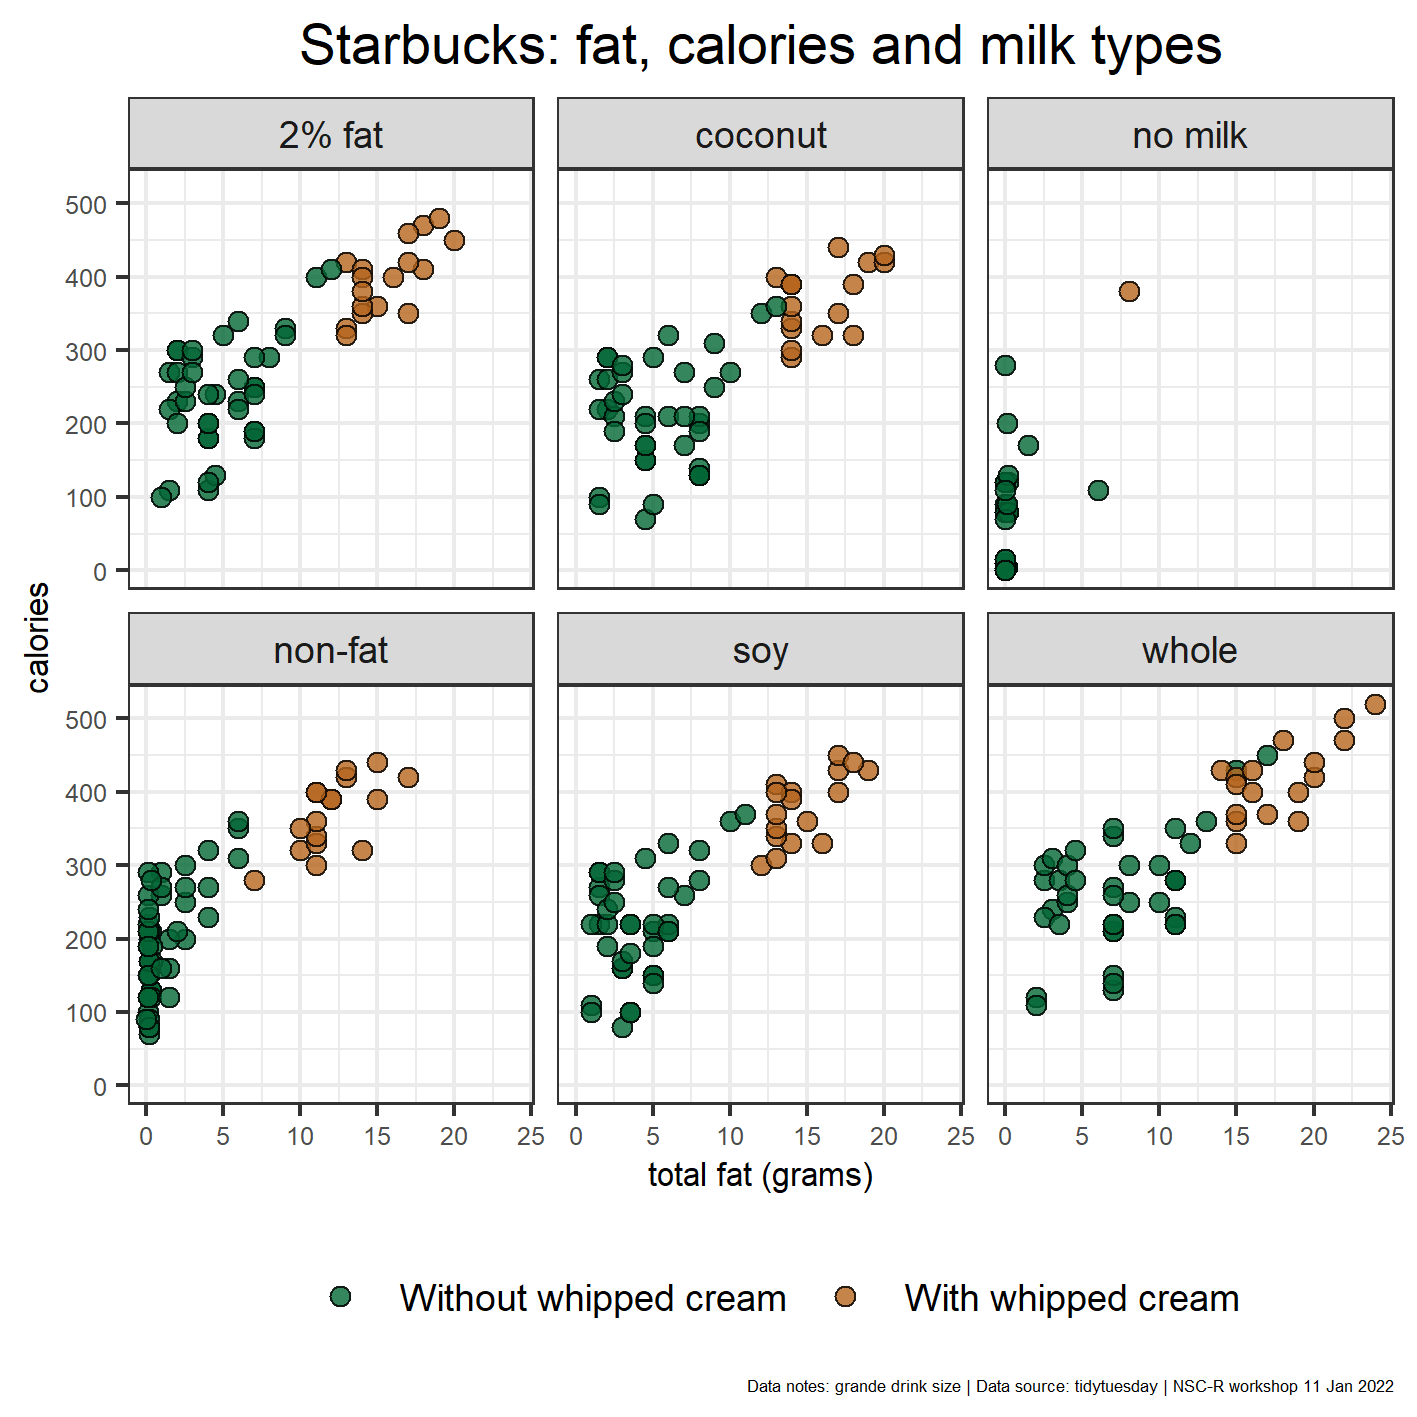 Starbucks: fat, calories and milk types
2% fat
coconut
no milk
500
400
300
200
100
0
calories
non-fat
soy
whole
500
400
300
200
100
0
0 5 10 15 20 25
0 5 10 15 20 25
0 5 10 15 20 25
total fat (grams)
Without whipped cream
With whipped cream
Data notes: grande drink size | Data source: tidytuesday | NSC-R workshop 11 Jan 2022